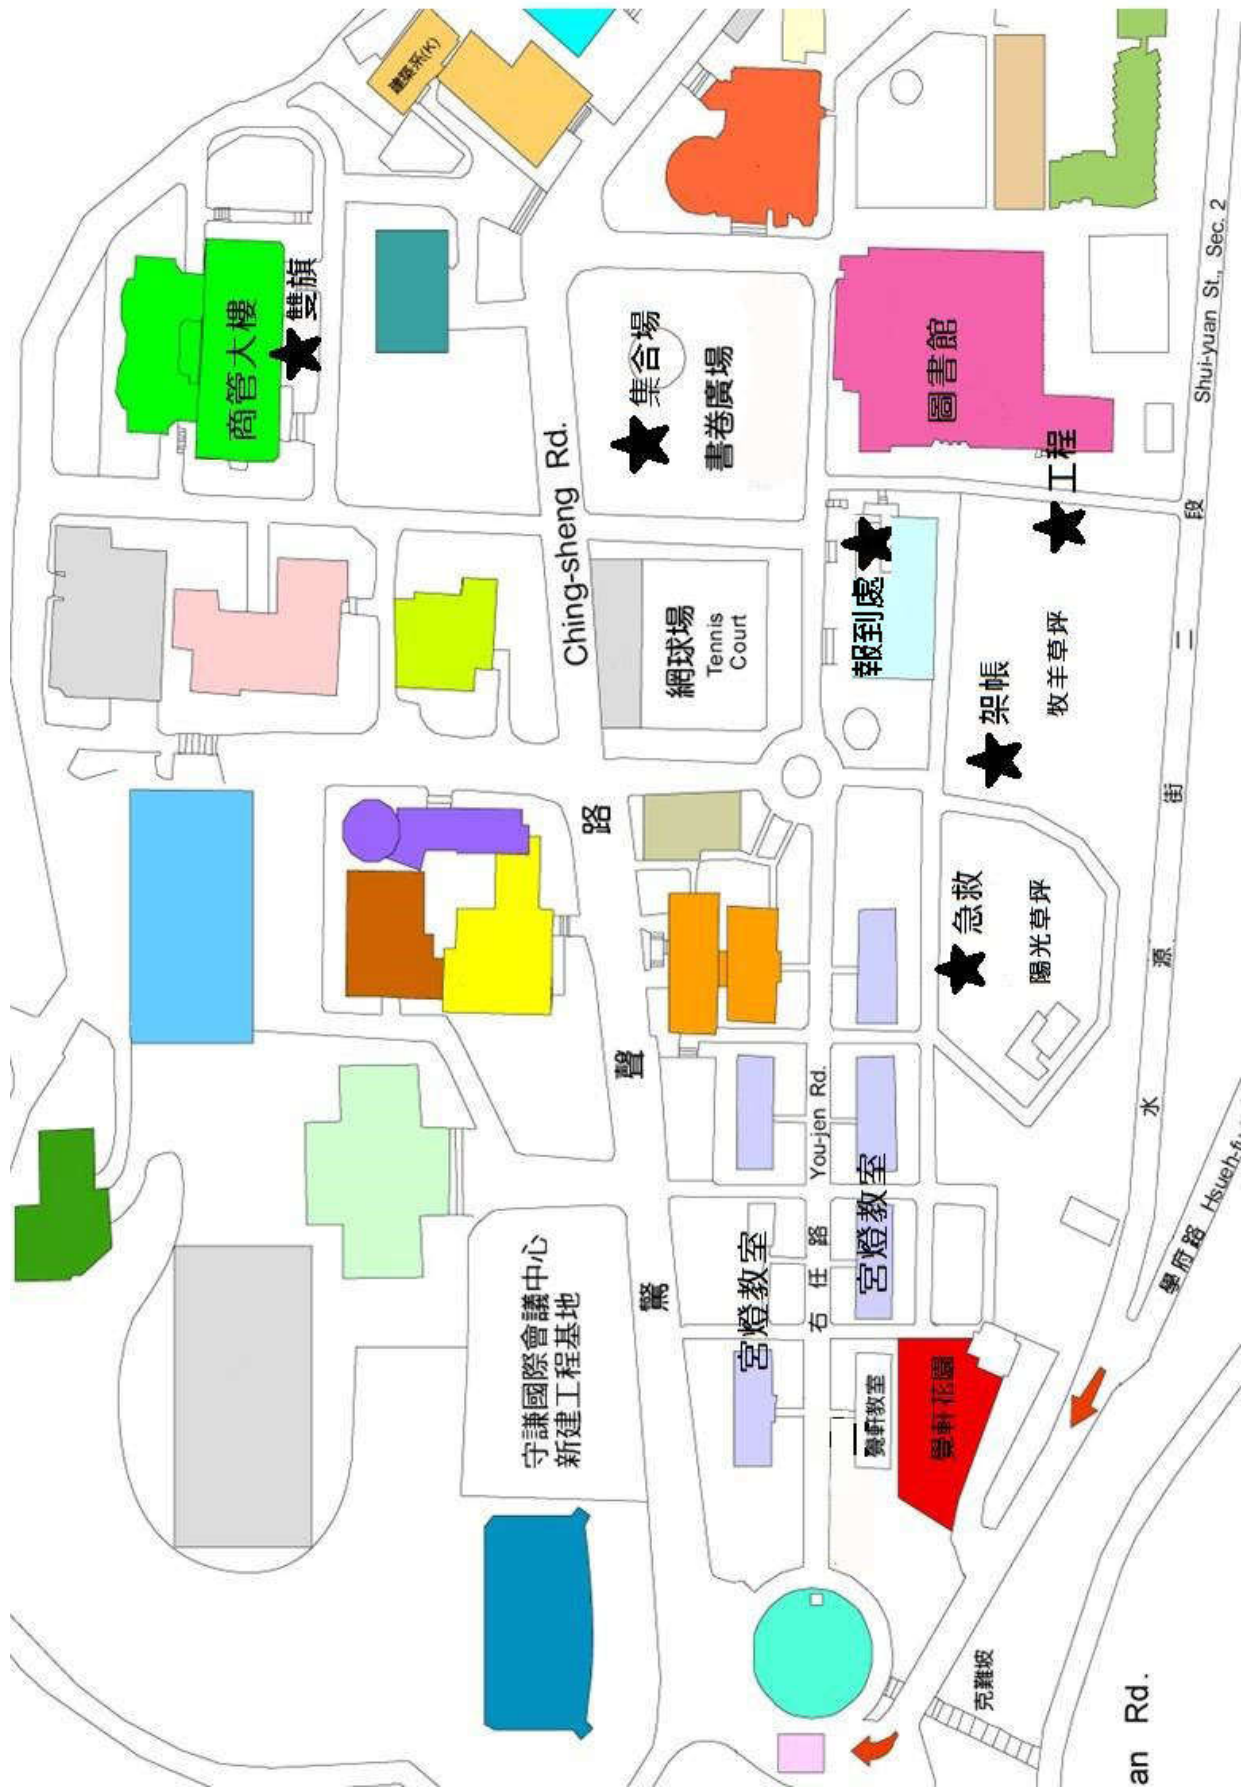 建築系(K)
商管大樓
雙旗
集合場
書卷廣場
圖書館
工程
Shui-yuan St., Sec. 2
Ching-sheng Rd.
網球場
Tennis
Court
報到處
架帳
牧羊草坪
急救
陽光草坪
水源街二段
驚聲路
You-jen Rd.
右任路
宮燈教室
宮燈教室
守謙國際會議中心
新建工程基地
覺軒教室
覺軒花園
學府路 Hsueh-fu
克難坡
an Rd.